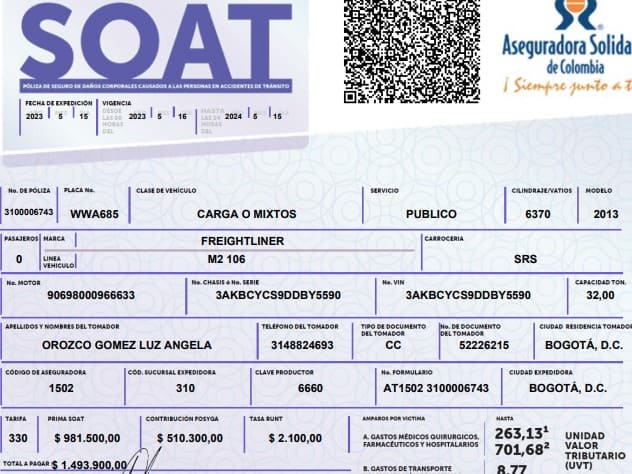 SOAT
PÓLIZA DE SEGURO DE DAÑOS CORPORALES CAUSADOS A LAS PERSONAS EN ACCIDENTES DE TRÁNSITO
Aseguradora Solida
de Colombia
¡ Siempre junto a t
FECHA DE EXPEDICIÓN VIGENCIA
2023 5 15 DESDE LAS 00 HORAS DEL 2023 5 16 HASTA LAS 24 HORAS DEL 2024 5 15
No. DE PÓLIZA PLACA No. CLASE DE VEHÍCULO SERVICIO CILINDRAJE/VATIOS MODELO
3100006743 WWA685 CARGA O MIXTOS PUBLICO 6370 2013
PASAJEROS MARCA FREIGHTLINER CARROCERIA
0 LINEA VEHICULO M2 106 SRS
No. MOTOR No. CHASIS ó No. SERIE No. VIN CAPACIDAD TON.
90698000966633 3AKBCYCS9DDBY5590 3AKBCYCS9DDBY5590 32,00
APELLIDOS Y NOMBRES DEL TOMADOR TELÉFONO DEL TOMADOR TIPO DE DOCUMENTO DEL TOMADOR No. DE DOCUMENTO DEL TOMADOR CIUDAD RESIDENCIA TOMADOR
OROZCO GOMEZ LUZ ANGELA 3148824693 CC 52226215 BOGOTÁ, D.C.
CÓDIGO DE ASEGURADORA CÓD. SUCURSAL EXPEDIDORA CLAVE PRODUCTOR No. FORMULARIO CIUDAD EXPEDIDORA
1502 310 6660 AT1502 3100006743 BOGOTÁ, D.C.
TARIFA PRIMA SOAT CONTRIBUCIÓN FOSYGA TASA RUNT AMPAROS POR VICTIMA HASTA
330 $ 981.500,00 $ 510.300,00 $ 2.100,00 A. GASTOS MÉDICOS QUIRURGICOS, FARMACÉUTICOS Y HOSPITALARIOS 263,13¹ 701,68² UNIDAD VALOR TRIBUTARIO (UVT)
TOTAL A PAGAR $ 1.493.900,00 B. GASTOS DE TRANSPORTE 8,77